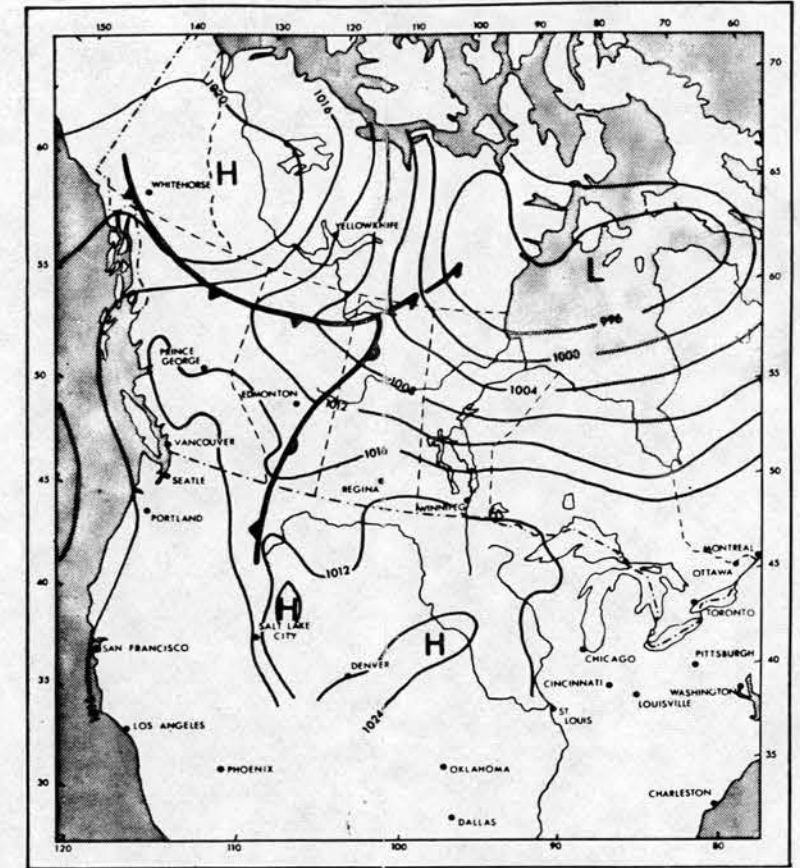 150 140 130 120 110 100 90 80 70 60
70
1020
1016
60
WHITEHORSE
H
65
YELLOWKNIFE
L
55
60
996
1000
PRINCE
GEORGE
50
1008
1004
55
EDMONTON
1012
VANCOUVER
1016
50
SEATLE
REGINA
45
PORTLAND
WINNIPEG
MONTREAL
45
1012
OTTAWA
40
H
TORONTO
SALT LAKE
CITY
H
SAN FRANCISCO
DENVER
CHICAGO
PITTSBURGH
40
35
CINCINNATI
WASHINGTON
LOUISVILLE
ST
LOUIS
1024
LOS ANGELES
35
PHOENIX
OKLAHOMA
30
CHARLESTON
DALLAS
120 110 100 90 80